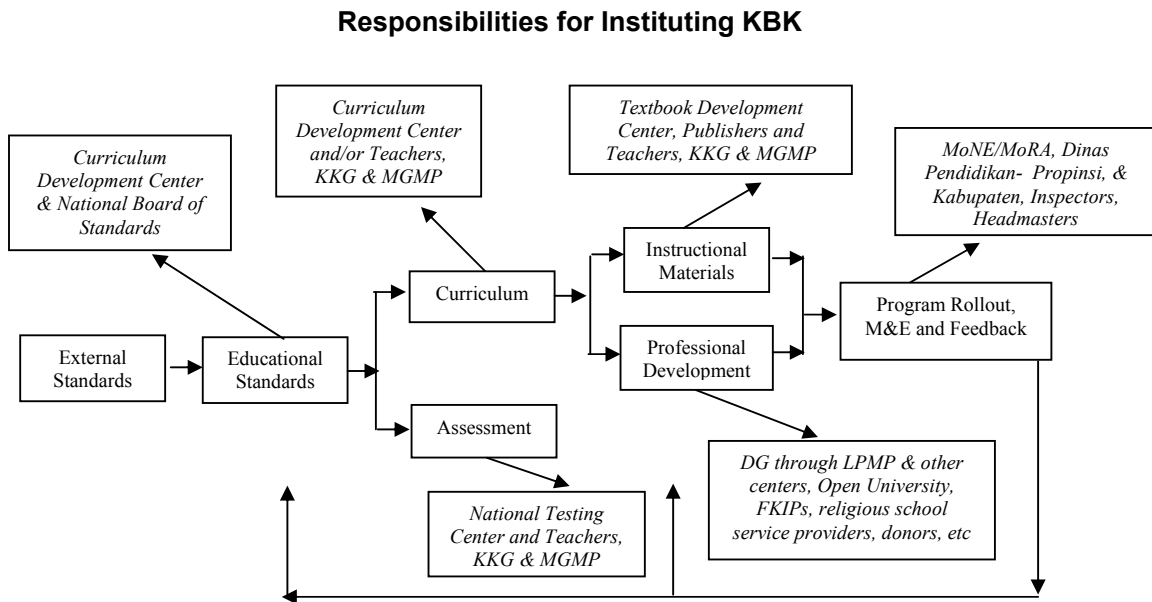 Responsibilities for Instituting KBK
Curriculum
Development Center
and/or Teachers,
KKG & MGMP
Textbook Development
Center, Publishers and
Teachers, KKG & MGMP
MoNE/MoRA, Dinas
Pendidikan- Propinsi, &
Kabupaten, Inspectors,
Headmasters
Curriculum
Development Center
& National Board of
Standards
Instructional
Materials
Curriculum
Program Rollout,
M&E and Feedback
External
Standards
Educational
Standards
Professional
Development
Assessment
DG through LPMP & other
centers, Open University,
FKIPs, religious school
service providers, donors, etc
National Testing
Center and Teachers,
KKG & MGMP